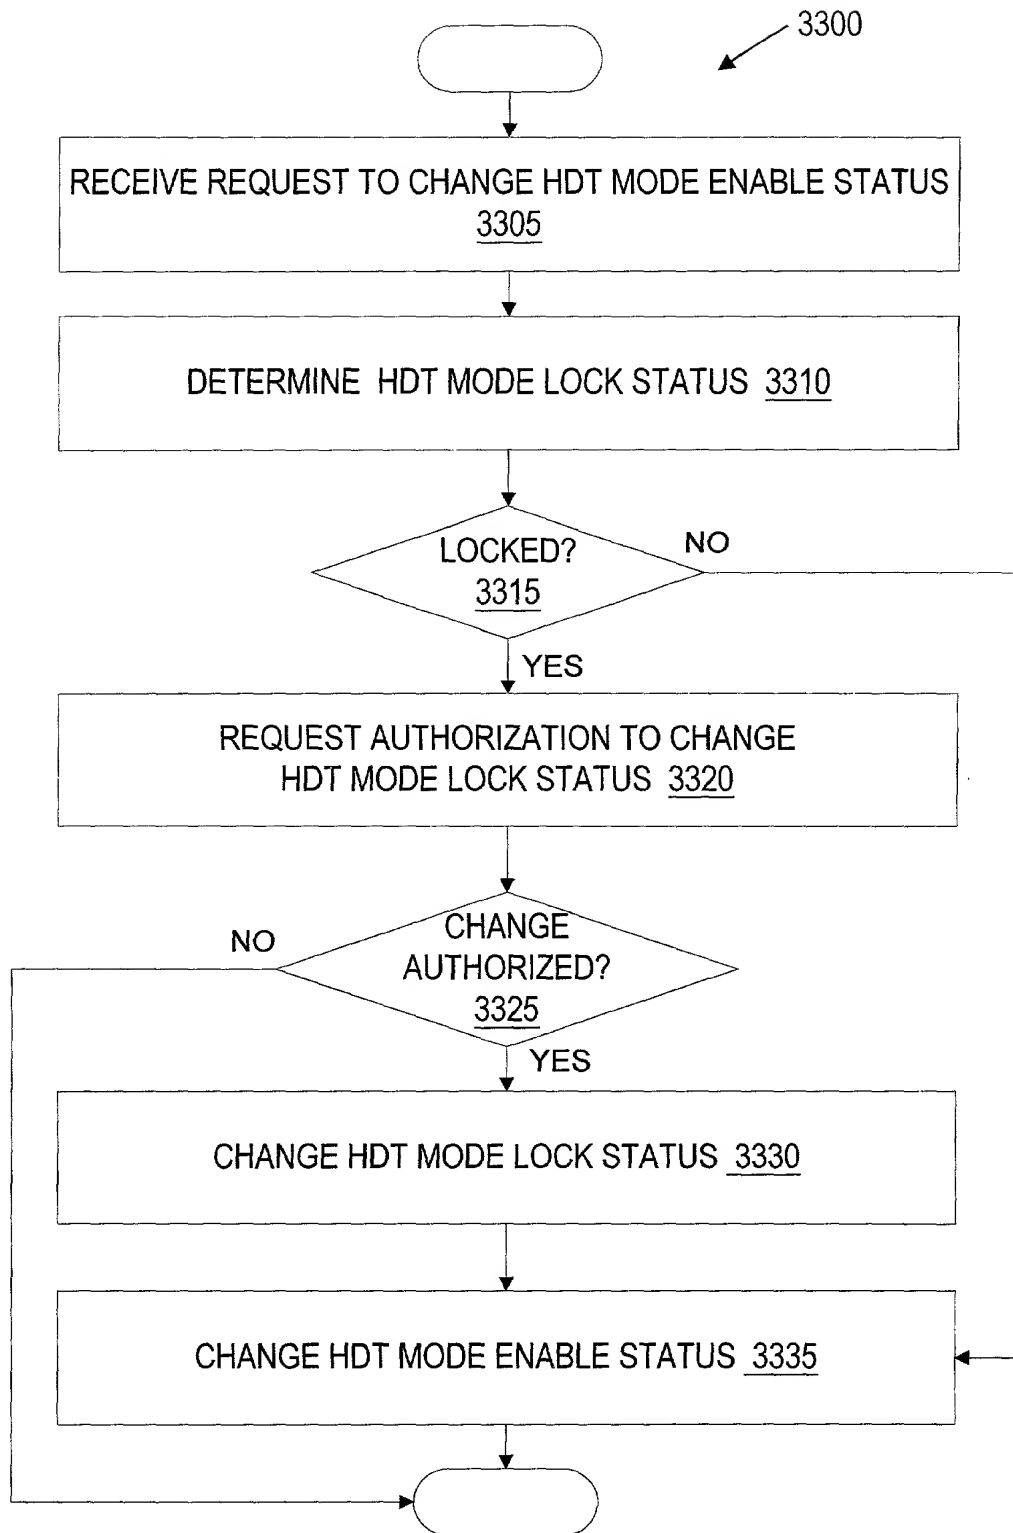 3300
RECEIVE REQUEST TO CHANGE HDT MODE ENABLE STATUS
3305
DETERMINE HDT MODE LOCK STATUS 3310
LOCKED?
3315
NO
YES
REQUEST AUTHORIZATION TO CHANGE
HDT MODE LOCK STATUS 3320
CHANGE
AUTHORIZED?
3325
NO
YES
CHANGE HDT MODE LOCK STATUS 3330
CHANGE HDT MODE ENABLE STATUS 3335